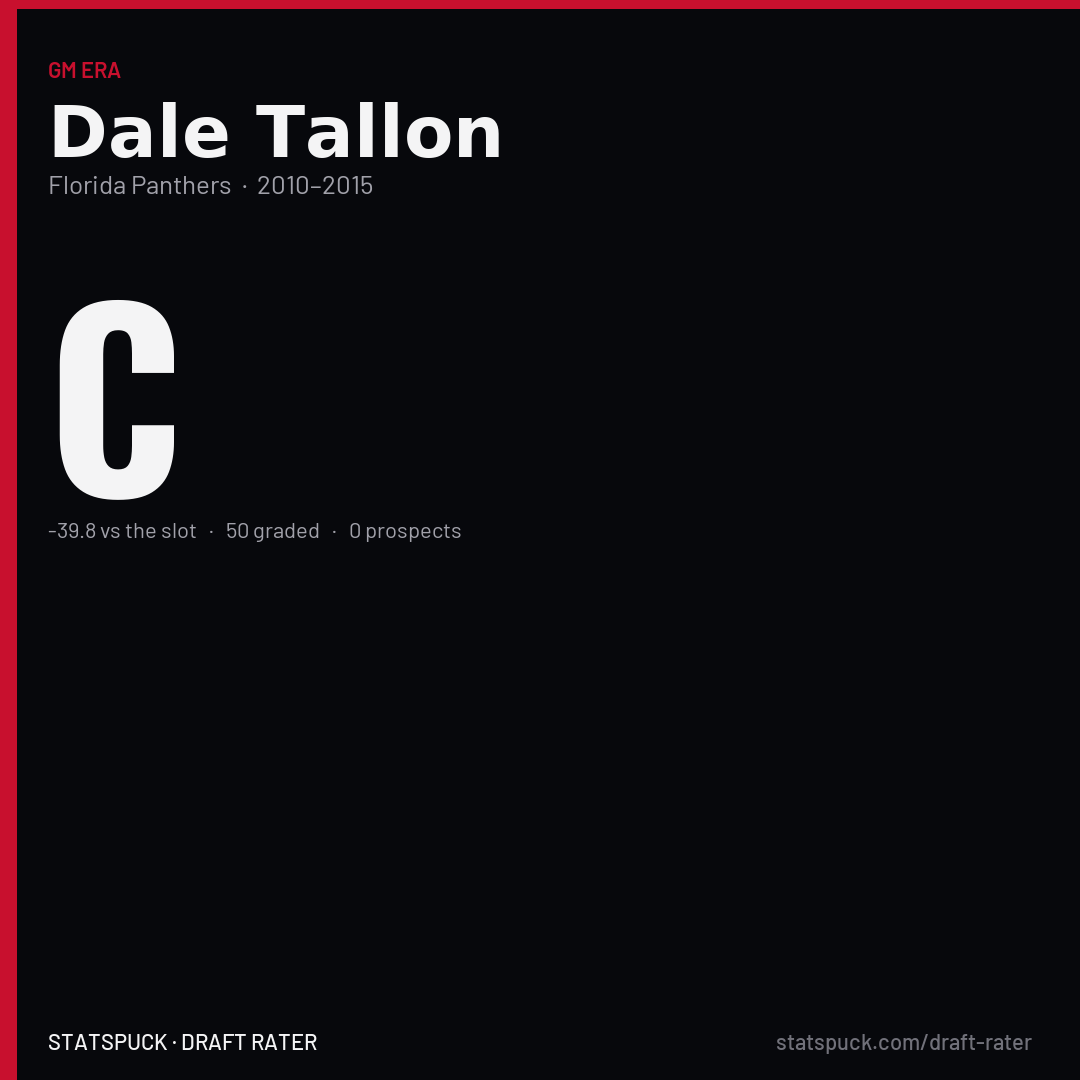 GM ERA
Dale Tallon
Florida Panthers · 2010–2015
C
-39.8 vs the slot · 50 graded · 0 prospects
STATSPUCK · DRAFT RATER
statspuck.com/draft-rater